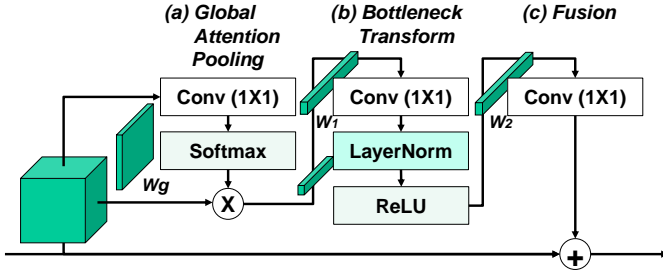 (a) Global
Attention
Pooling
(b) Bottleneck
Transform
(c) Fusion
Conv (1X1)
Conv (1X1)
Conv (1X1)
W1
W2
Softmax
LayerNorm
Wg
X
ReLU
+